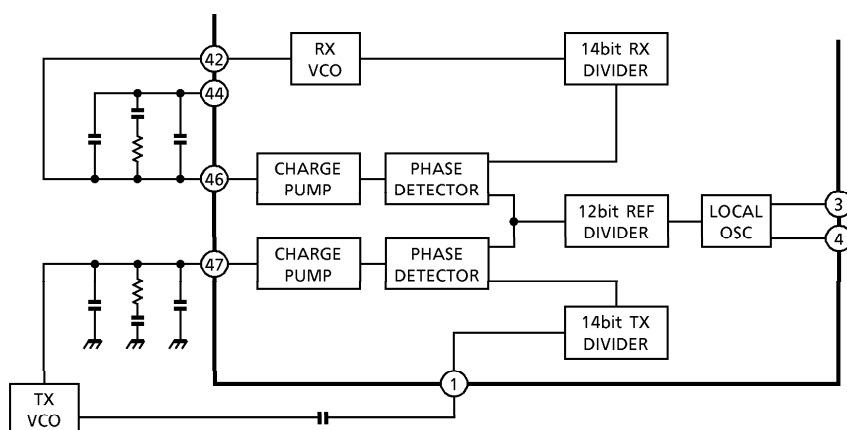 42
RX
VCO
14bit RX
DIVIDER
44
46
CHARGE
PUMP
PHASE
DETECTOR
12bit REF
DIVIDER
LOCAL
OSC
3
4
47
CHARGE
PUMP
PHASE
DETECTOR
14bit TX
DIVIDER
1
TX
VCO